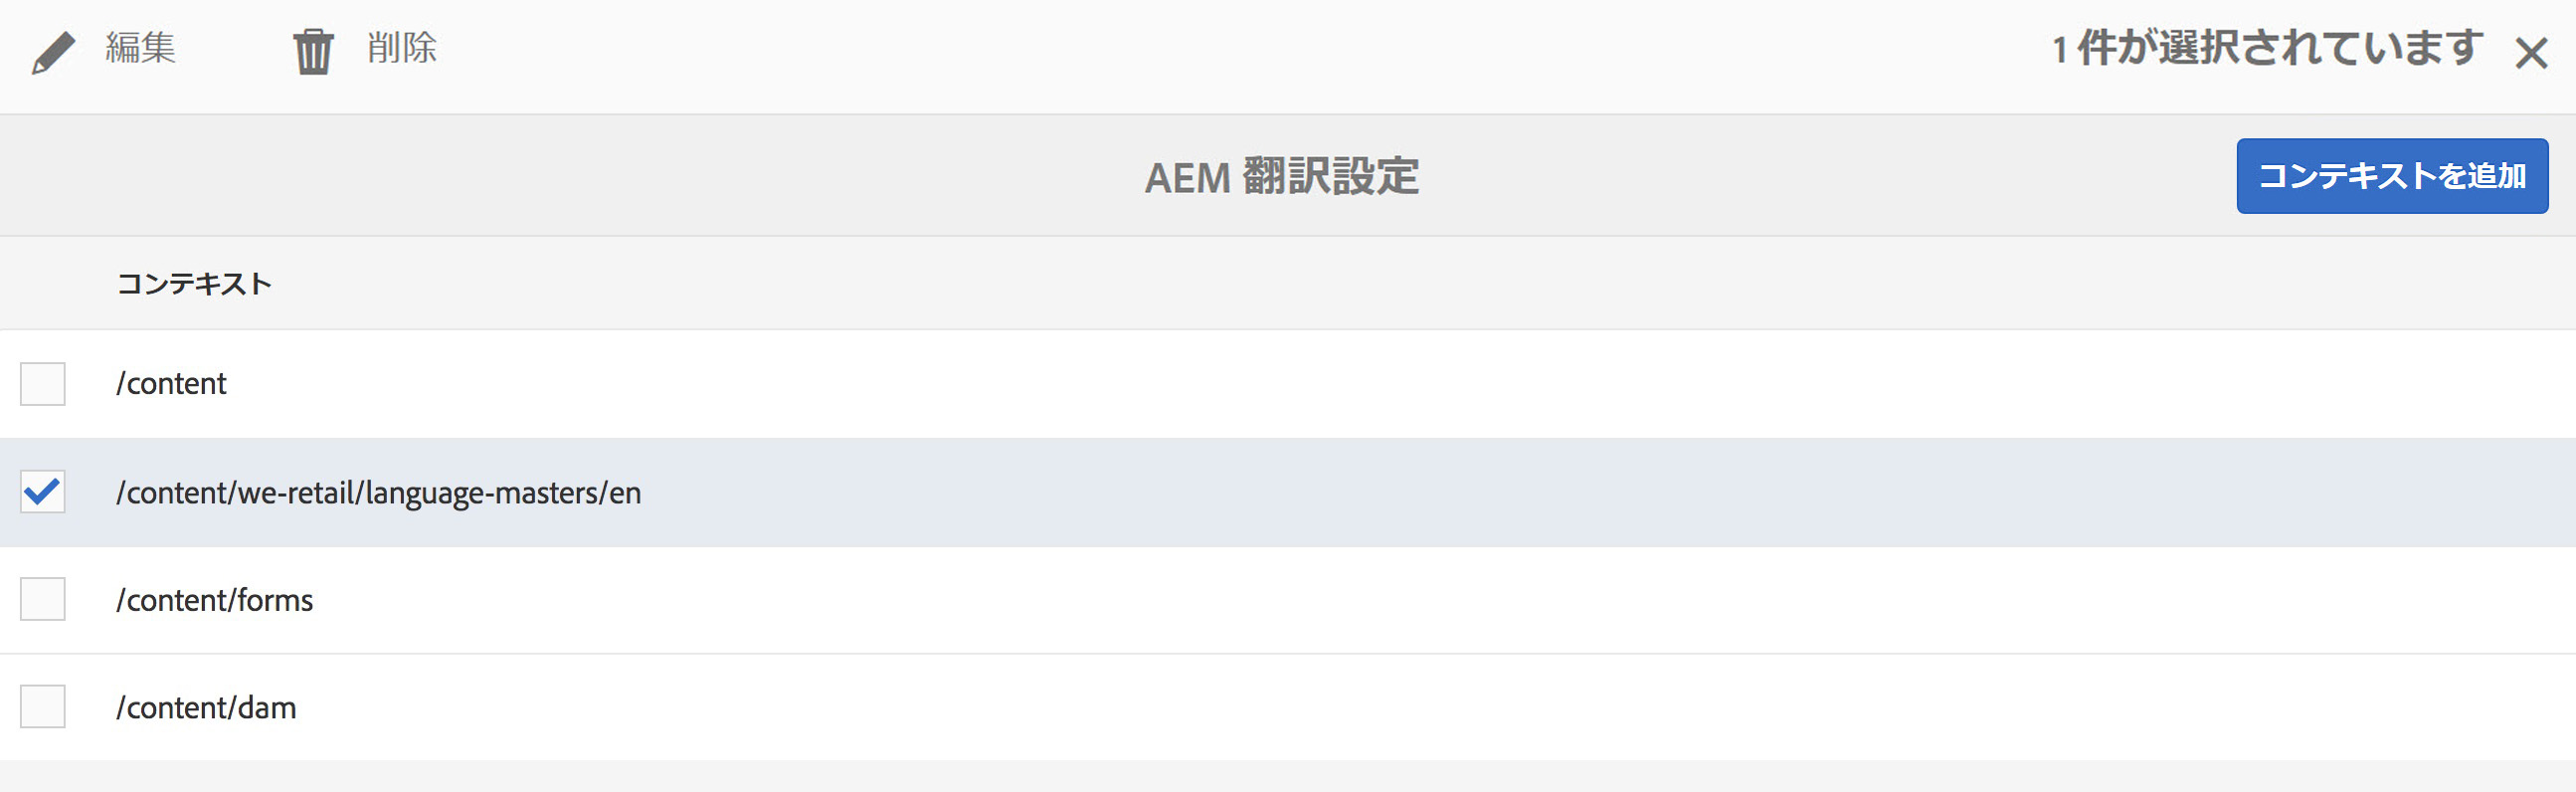 編集 削除 1 件が選択されています
AEM 翻訳設定 コンテキストを追加
コンテキスト
/content
/content/we-retail/language-masters/en
/content/forms
/content/dam